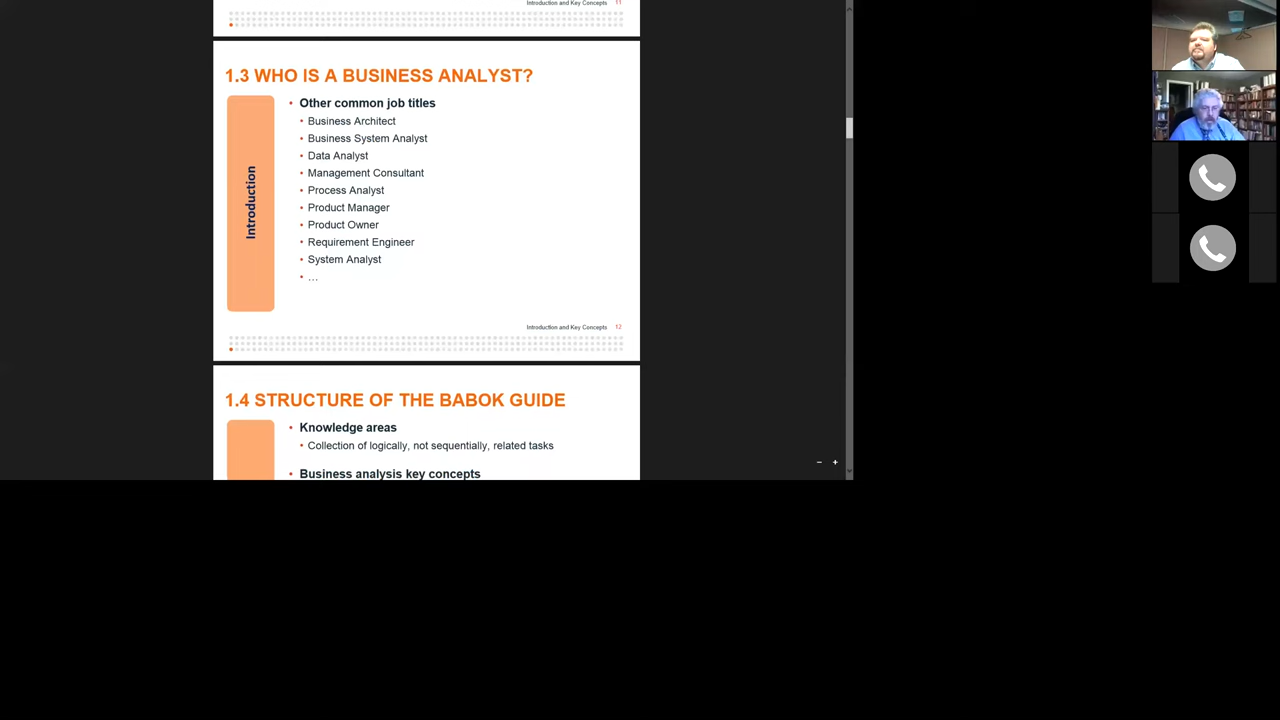 Introduction and Key Concepts 11
1.3 WHO IS A BUSINESS ANALYST?
Introduction
• Other common job titles
• Business Architect
• Business System Analyst
• Data Analyst
• Management Consultant
• Process Analyst
• Product Manager
• Product Owner
• Requirement Engineer
• System Analyst
• …
Introduction and Key Concepts 12
1.4 STRUCTURE OF THE BABOK GUIDE
• Knowledge areas
• Collection of logically, not sequentially, related tasks
• Business analysis key concepts